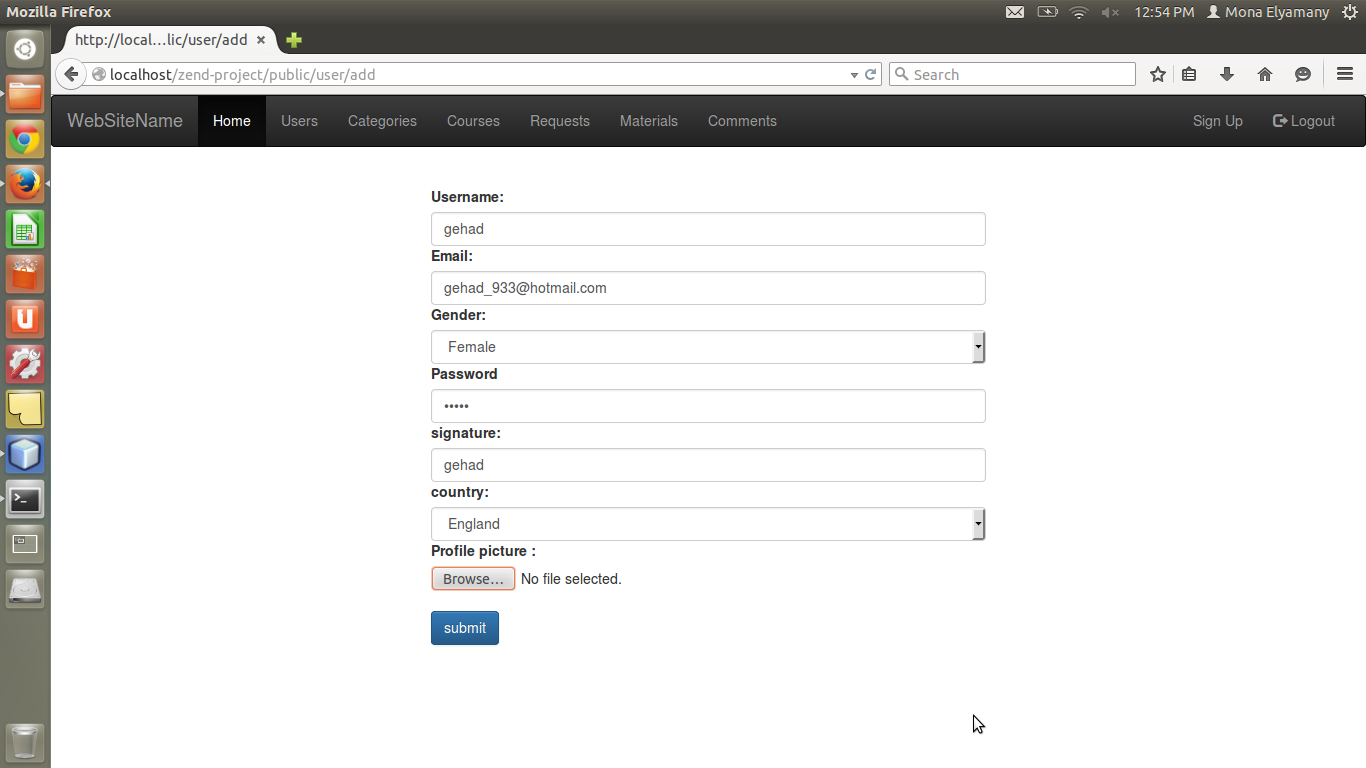 Mozilla Firefox
12:54 PM Mona Elyamany
http://local...lic/user/add
localhost/zend-project/public/user/add
Search
WebSiteName Home Users Categories Courses Requests Materials Comments Sign Up Logout
Username:
gehad
Email:
gehad_933@hotmail.com
Gender:
Female
Password
•••••
signature:
gehad
country:
England
Profile picture :
Browse... No file selected.
submit